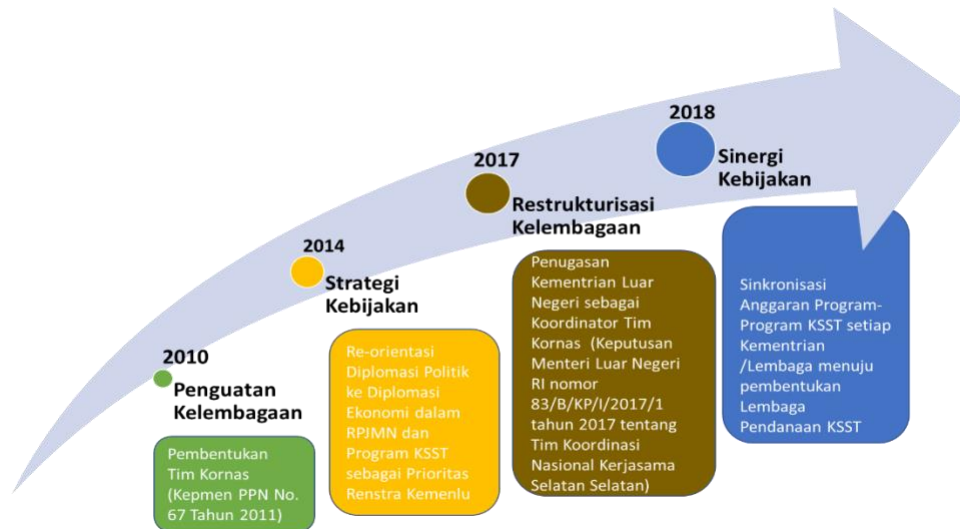 2010
Penguatan
Kelembagaan
Pembentukan
Tim Kornas
(Kepmen PPN No.
67 Tahun 2011)
2014
Strategi
Kebijakan
Re-orientasi
Diplomasi Politik
ke Diplomasi
Ekonomi dalam
RPJMN dan
Program KSST
sebagai Prioritas
Renstra Kemenlu
2017
Restrukturisasi
Kelembagaan
Penugasan
Kementrian Luar
Negeri sebagai
Koordinator Tim
Kornas (Keputusan
Menteri Luar Negeri
RI nomor
83/B/KP/I/2017/1
tahun 2017 tentang
Tim Koordinasi
Nasional Kerjasama
Selatan Selatan)
2018
Sinergi
Kebijakan
Sinkronisasi
Anggaran Program-
Program KSST setiap
Kementrian
/Lembaga menuju
pembentukan
Lembaga
Pendanaan KSST